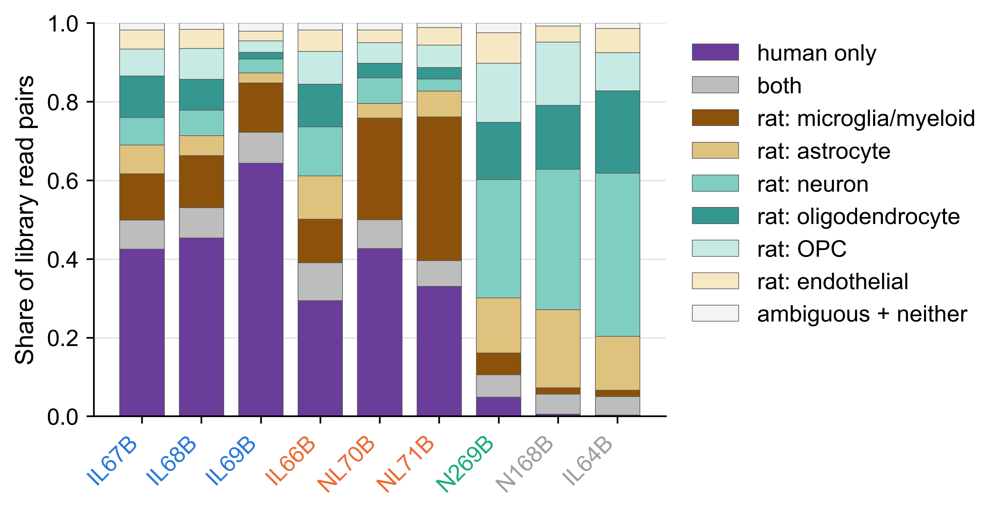 Share of library read pairs
1.0
0.8
0.6
0.4
0.2
0.0
IL67B
IL68B
IL69B
IL66B
NL70B
NL71B
N269B
N168B
IL64B
human only
both
rat: microglia/myeloid
rat: astrocyte
rat: neuron
rat: oligodendrocyte
rat: OPC
rat: endothelial
ambiguous + neither